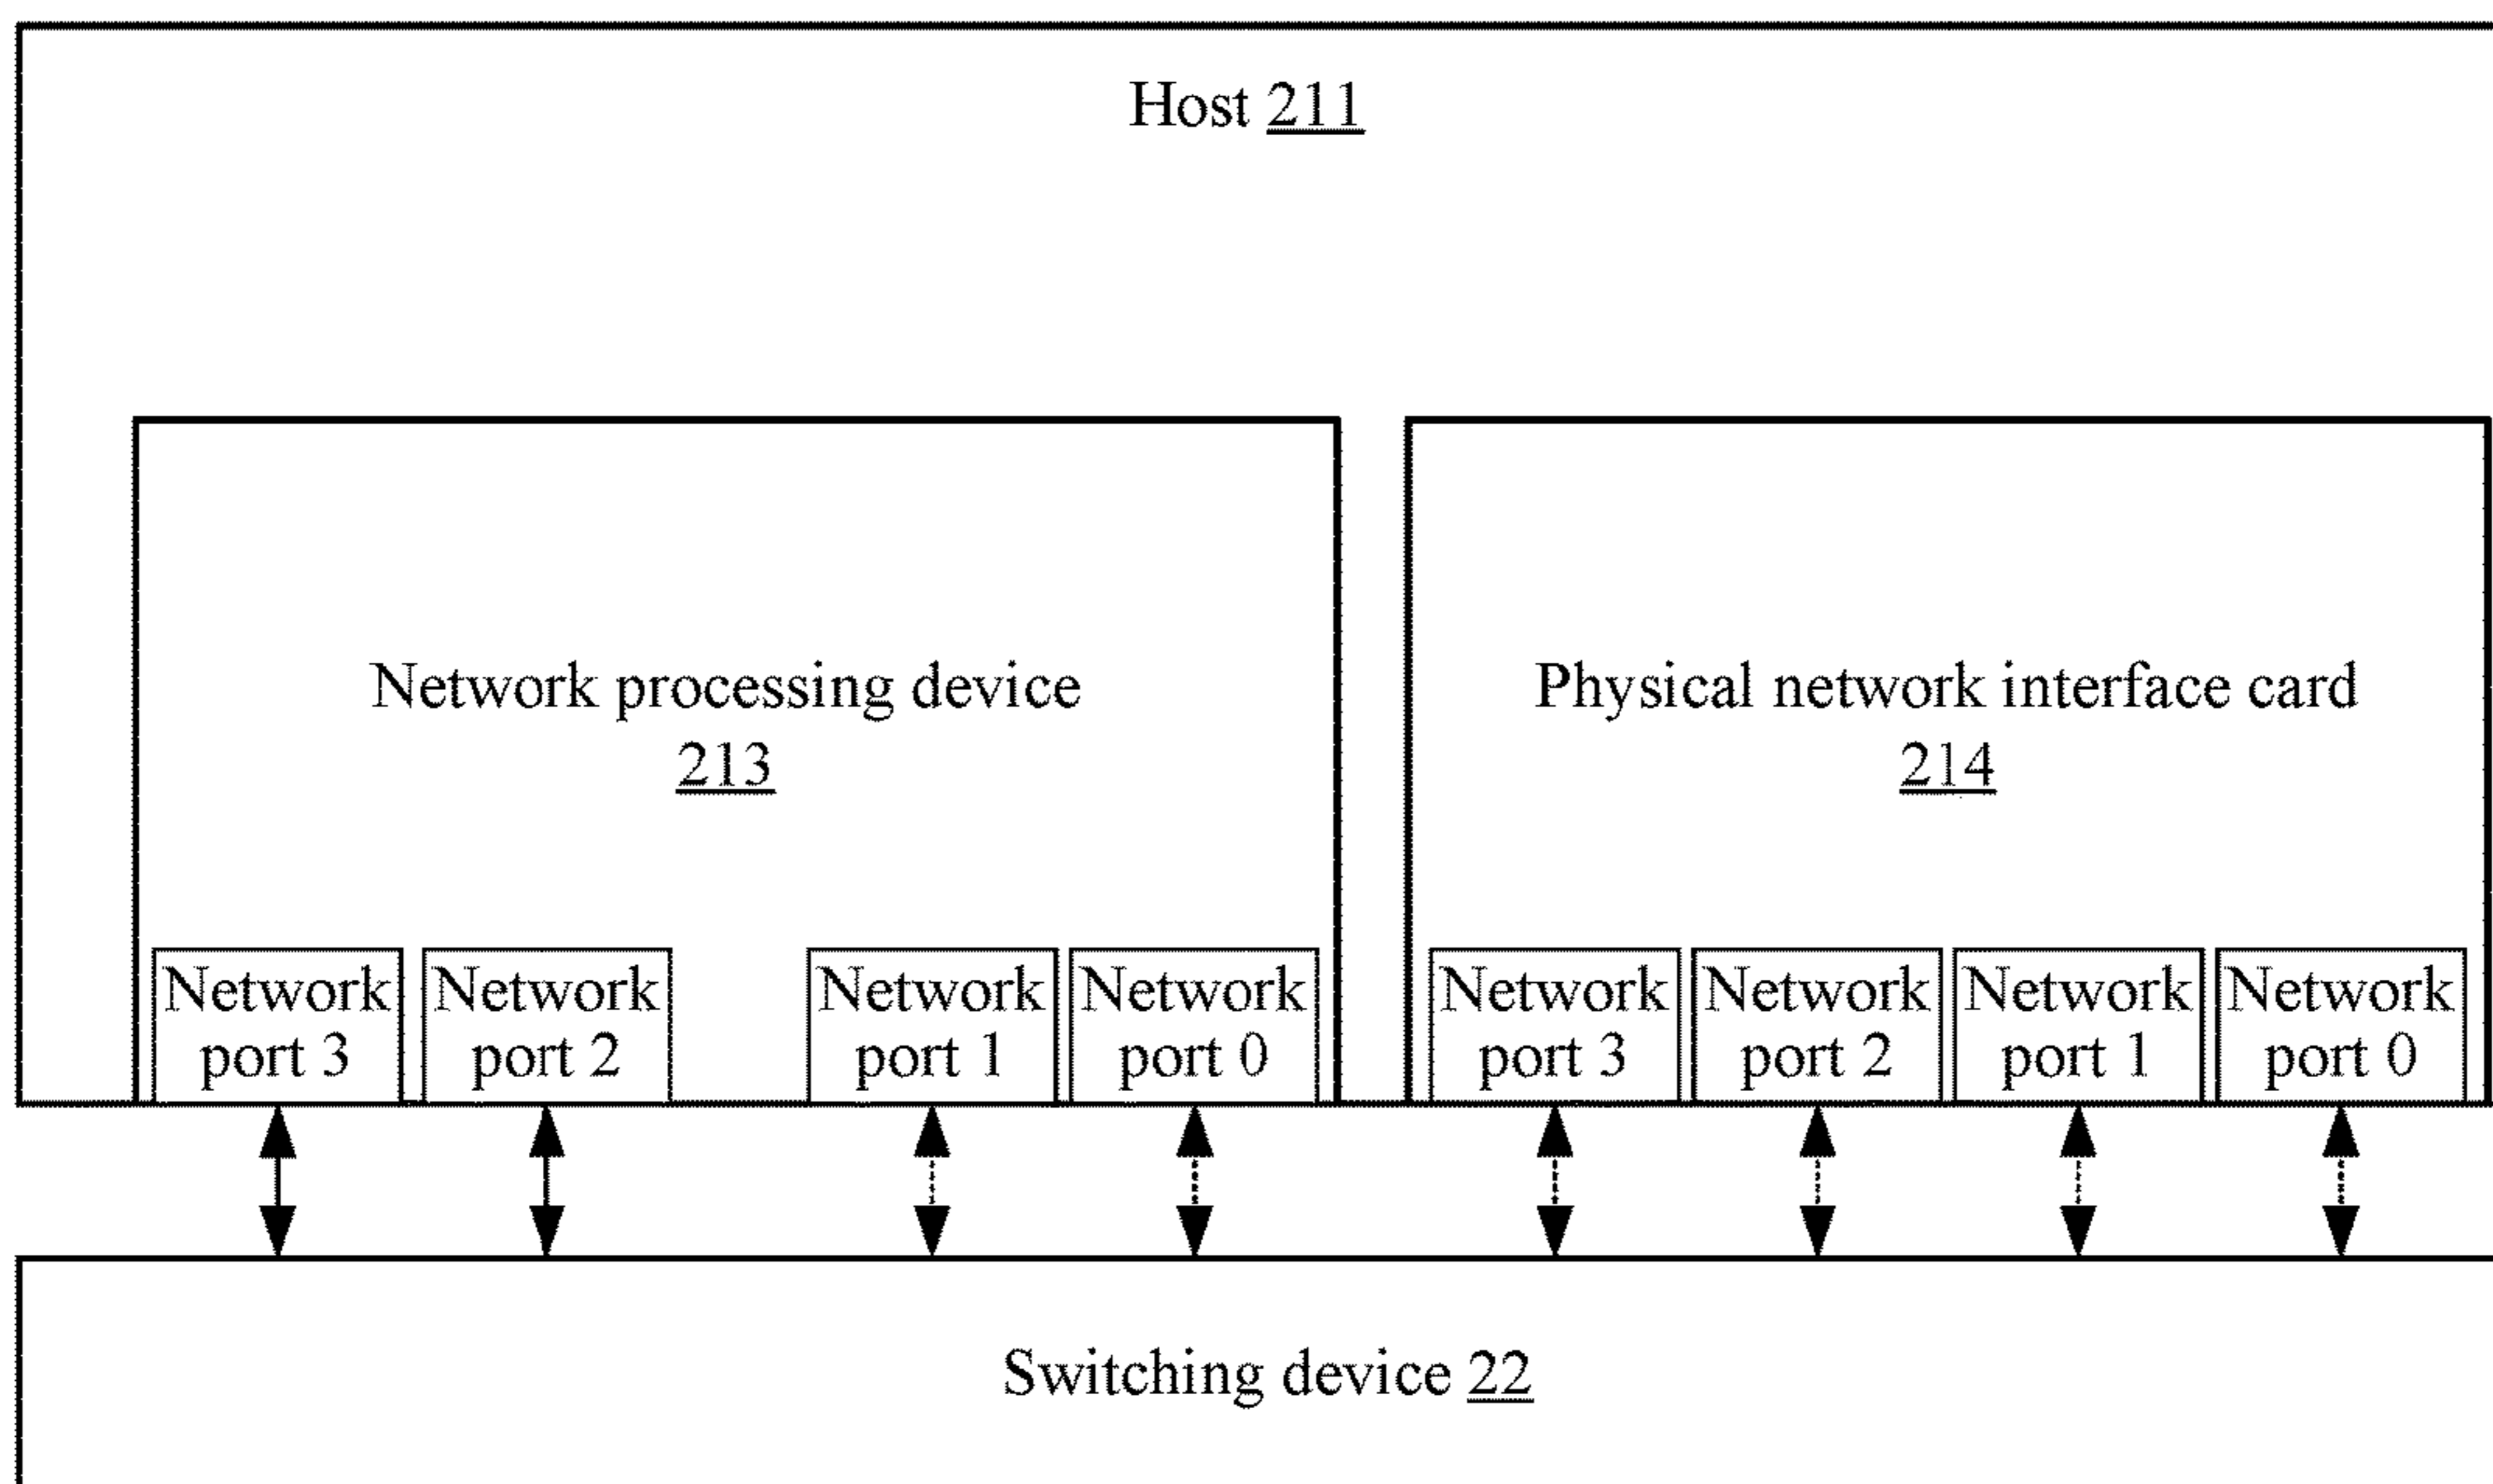 Host 211
Network processing device
213
Physical network interface card
214
Network
port 3
Network
port 2
Network
port 1
Network
port 0
Network
port 3
Network
port 2
Network
port 1
Network
port 0
Switching device 22